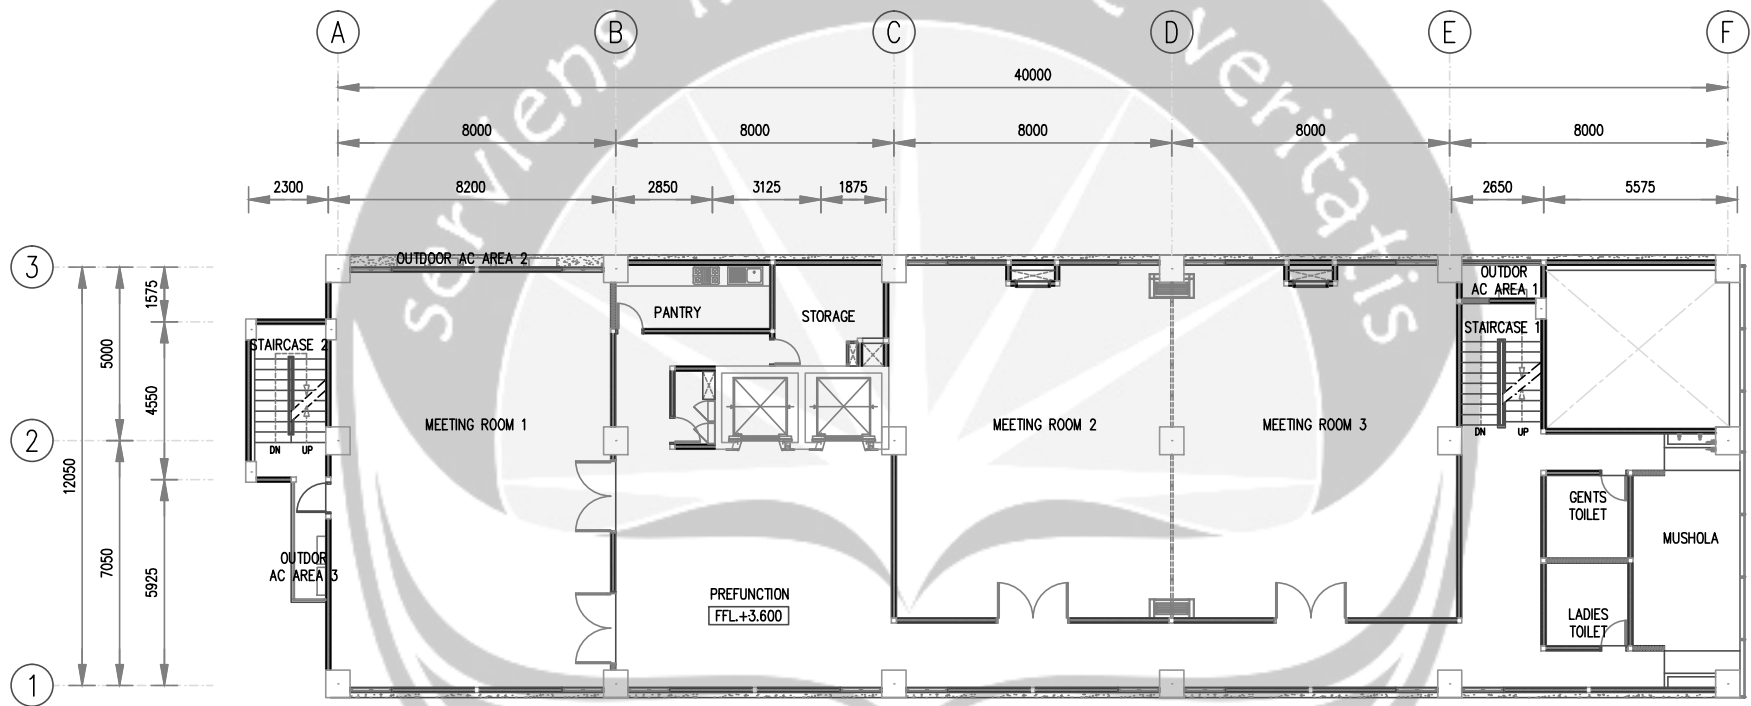 A B C D E F
40000
8000 8000 8000 8000 8000
2300 8200 2850 3125 1875 2650 5575
3
2
1
1575
5000
4550
12050
7050
5925
OUTDOOR AC AREA 2
OUTDOR
AC AREA 1
PANTRY
STORAGE
STAIRCASE 1
STAIRCASE 2
MEETING ROOM 1
MEETING ROOM 2
MEETING ROOM 3
DN UP
DN UP
GENTS
TOILET
MUSHOLA
OUTDOR
AC AREA 3
PREFUNCTION
FFL.+3.600
LADIES
TOILET
serviens
veritatis